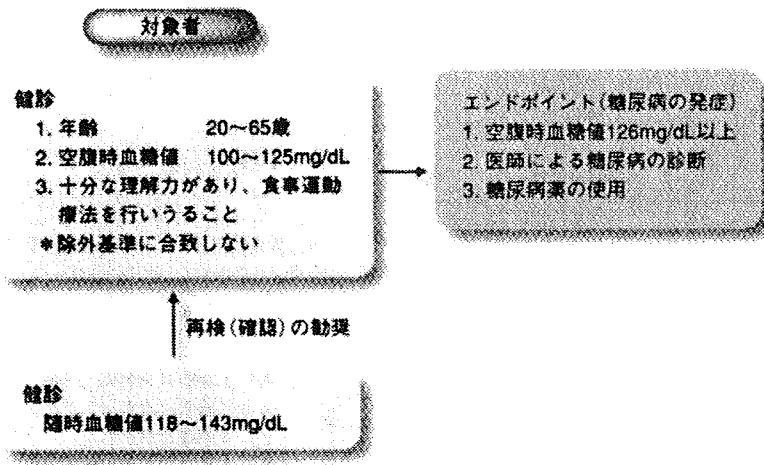 対象者
健診
1. 年齢 20〜65歳
2. 空腹時血糖値 100〜125mg/dL
3. 十分な理解力があり、食事運動
療法を行いうること
*除外基準に合致しない
エンドポイント(糖尿病の発症)
1. 空腹時血糖値126mg/dL以上
2. 医師による糖尿病の診断
3. 糖尿病薬の使用
再検(確認)の勧奨
健診
随時血糖値118〜143mg/dL